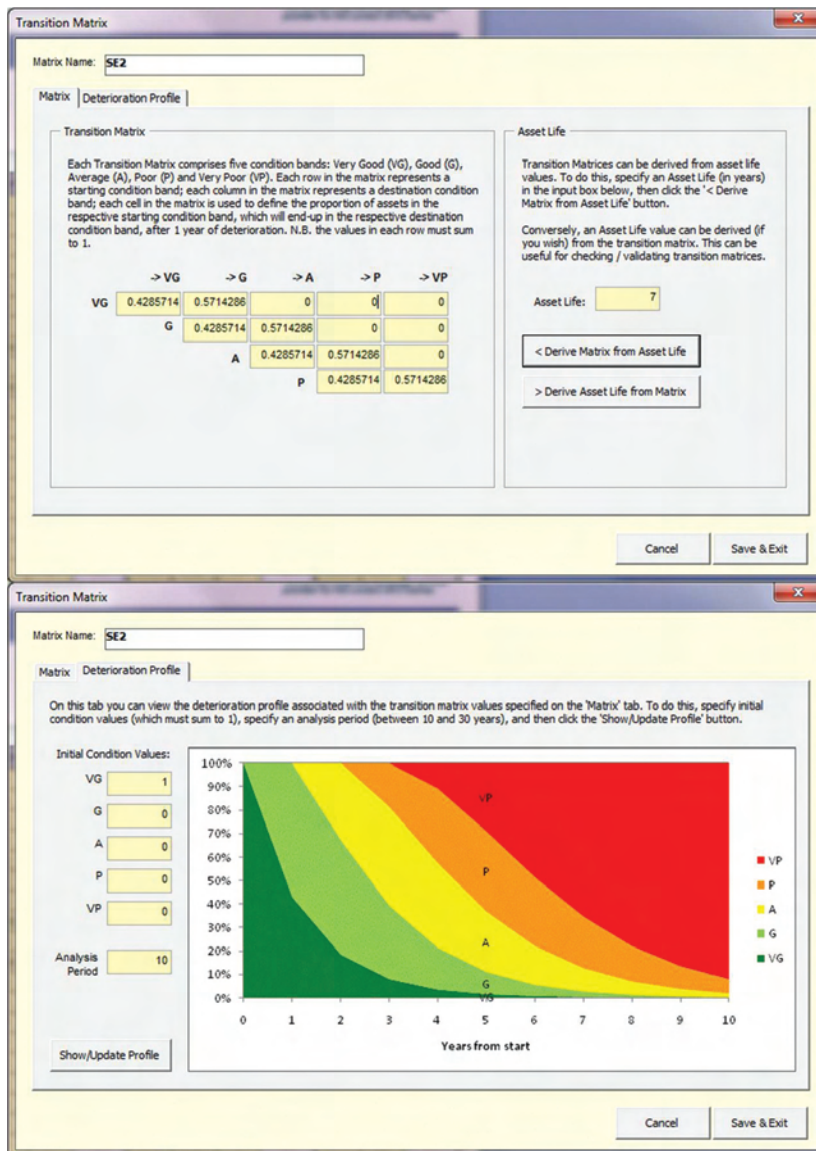 Transition Matrix
Matrix Name: SE2
Matrix Deterioration Profile
Transition Matrix
Each Transition Matrix comprises five condition bands: Very Good (VG), Good (G),
Average (A), Poor (P) and Very Poor (VP). Each row in the matrix represents a
starting condition band; each column in the matrix represents a destination condition
band; each cell in the matrix is used to define the proportion of assets in the
respective starting condition band, which will end-up in the respective destination
condition band, after 1 year of deterioration. N.B. the values in each row must sum
to 1.
-> VG -> G -> A -> P -> VP
VG 0.4285714 0.5714286 0 0 0
G 0.4285714 0.5714286 0 0
A 0.4285714 0.5714286 0
P 0.4285714 0.5714286
Asset Life
Transition Matrices can be derived from asset life
values. To do this, specify an Asset Life (in years)
in the input box below, then click the '< Derive
Matrix from Asset Life' button.
Conversely, an Asset Life value can be derived (if
you wish) from the transition matrix. This can be
useful for checking / validating transition matrices.
Asset Life: 7
< Derive Matrix from Asset Life
> Derive Asset Life from Matrix
Cancel Save & Exit
Transition Matrix
Matrix Name: SE2
Matrix Deterioration Profile
On this tab you can view the deterioration profile associated with the transition matrix values specified on the 'Matrix' tab. To do this, specify initial
condition values (which must sum to 1), specify an analysis period (between 10 and 30 years), and then click the 'Show/Update Profile' button.
Initial Condition Values:
VG 1
G 0
A 0
P 0
VP 0
Analysis
Period 10
Show/Update Profile
100%
90%
80%
70%
60%
50%
40%
30%
20%
10%
0%
VP
P
A
G
VG
0 1 2 3 4 5 6 7 8 9 10
Years from start
VP
P
A
G
VG
Cancel Save & Exit